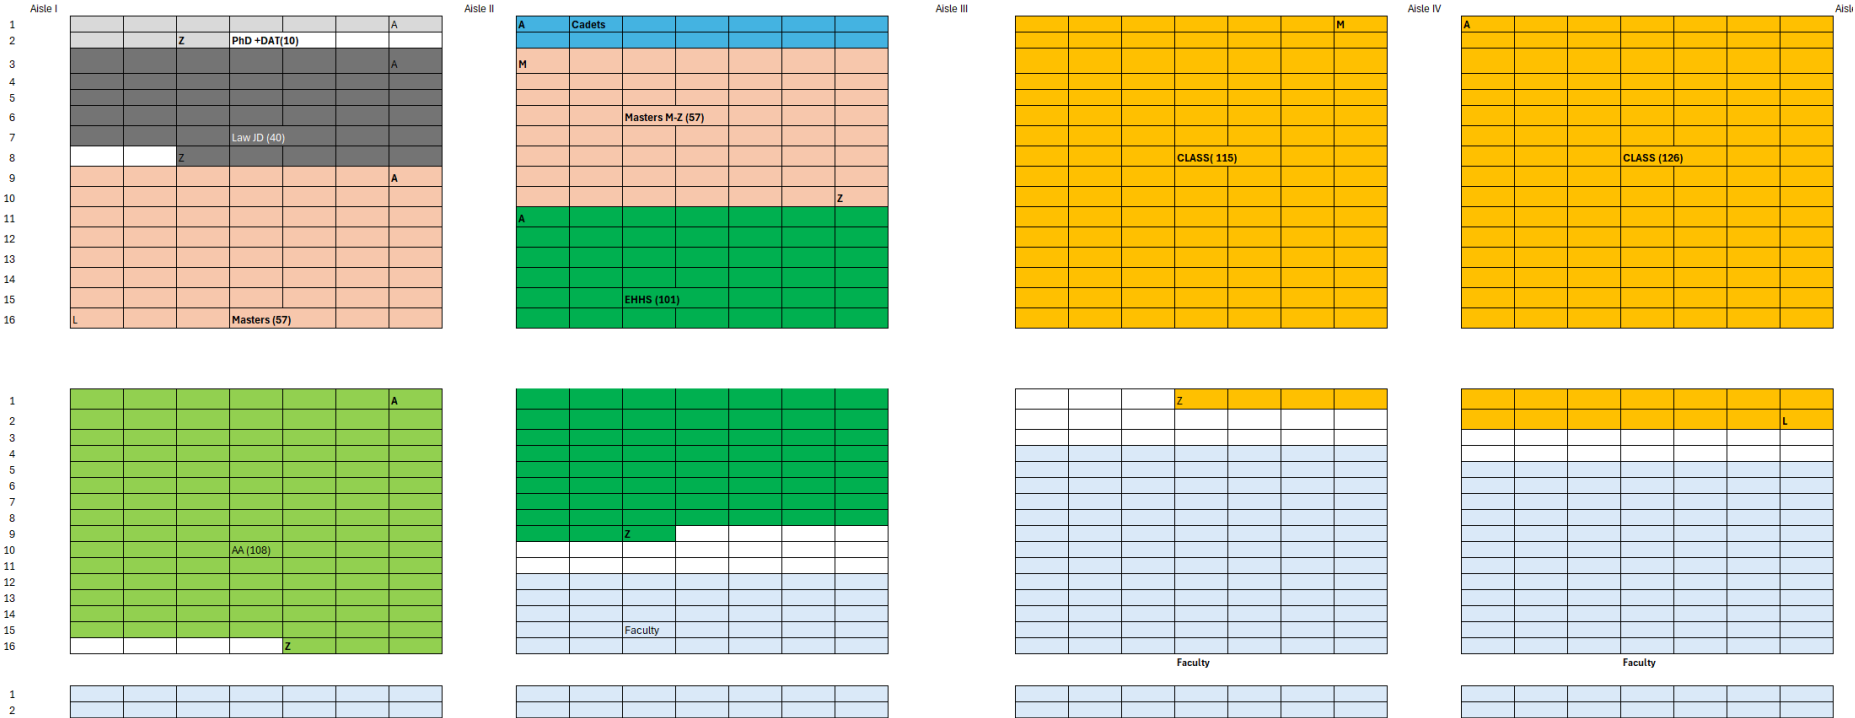 Aisle I Aisle II Aisle III Aisle IV Aisle
1 A A Cadets M A
2 Z PhD +DAT(10)
3 A M
4
5
6 Masters M-Z (57)
7 Law JD (40)
8 Z CLASS( 115) CLASS (126)
9 A
10 Z
11 A
12
13
14
15 EHHS (101)
16 L Masters (57)
1 A Z
2 L
3
4
5
6
7
8
9 Z
10 AA (108)
11
12
13
14
15 Faculty
16 Z
Faculty Faculty
1
2